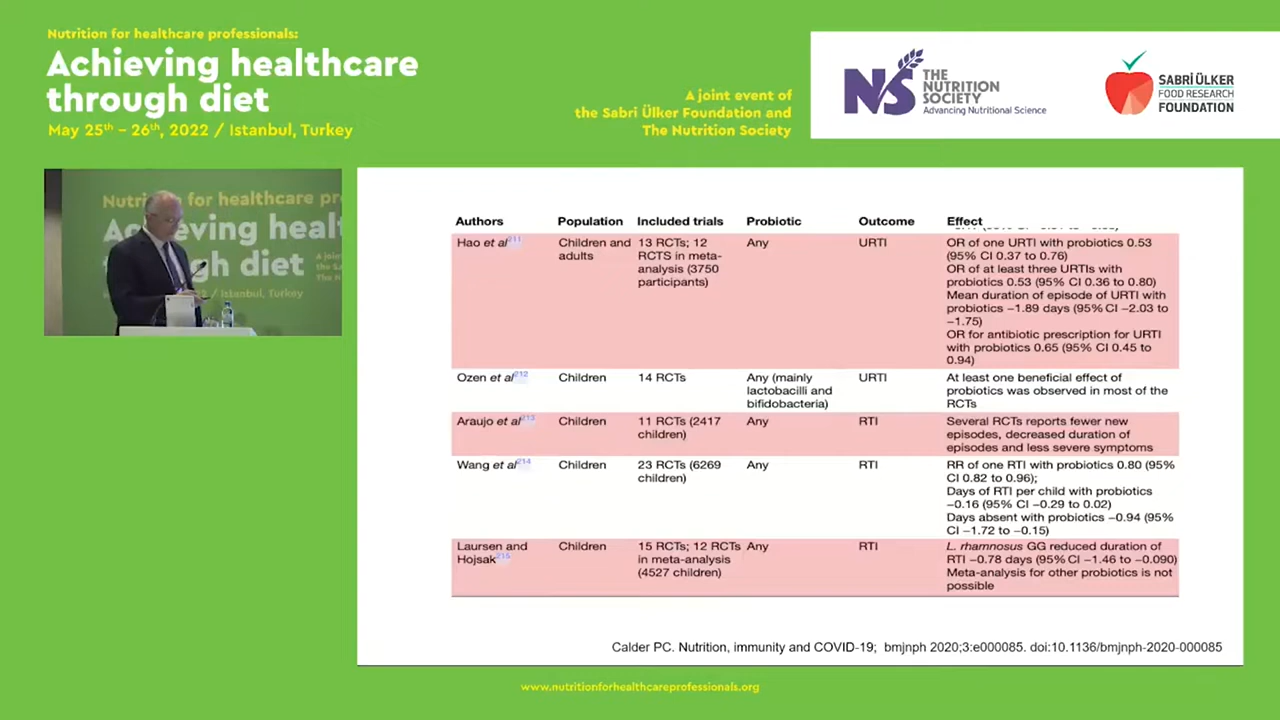 Nutrition for healthcare professionals:
Achieving healthcare
through diet
May 25th – 26th, 2022 / Istanbul, Turkey
A joint event of
the Sabri Ülker Foundation and
The Nutrition Society
NS
THE
NUTRITION
SOCIETY
Advancing Nutritional Science
SABRİ ÜLKER
FOOD RESEARCH
FOUNDATION
Nutrition for healthcare pr
Achieving heal
through diet
Istanbul, Turkey
Authors Population Included trials Probiotic Outcome Effect
Hao et al211 Children and adults 13 RCTs; 12 RCTS in meta-analysis (3750 participants) Any URTI
OR of one URTI with probiotics 0.53
(95% CI 0.37 to 0.76)
OR of at least three URTIs with
probiotics 0.53 (95% CI 0.36 to 0.80)
Mean duration of episode of URTI with
probiotics −1.89 days (95% CI −2.03 to
−1.75)
OR for antibiotic prescription for URTI
with probiotics 0.65 (95% CI 0.45 to
0.94)
Ozen et al212 Children 14 RCTs Any (mainly lactobacilli and bifidobacteria) URTI
At least one beneficial effect of
probiotics was observed in most of the
RCTs
Araujo et al213 Children 11 RCTs (2417 children) Any RTI
Several RCTs reports fewer new
episodes, decreased duration of
episodes and less severe symptoms
Wang et al214 Children 23 RCTs (6269 children) Any RTI
RR of one RTI with probiotics 0.80 (95%
CI 0.82 to 0.96);
Days of RTI per child with probiotics
−0.16 (95% CI −0.29 to 0.02)
Days absent with probiotics −0.94 (95%
CI −1.72 to −0.15)
Laursen and Hojsak215 Children 15 RCTs; 12 RCTs in meta-analysis (4527 children) Any RTI
L. rhamnosus GG reduced duration of
RTI −0.78 days (95% CI −1.46 to −0.090)
Meta-analysis for other probiotics is not
possible
Calder PC. Nutrition, immunity and COVID-19; bmjnph 2020;3:e000085. doi:10.1136/bmjnph-2020-000085
www.nutritionforhealthcareprofessionals.org